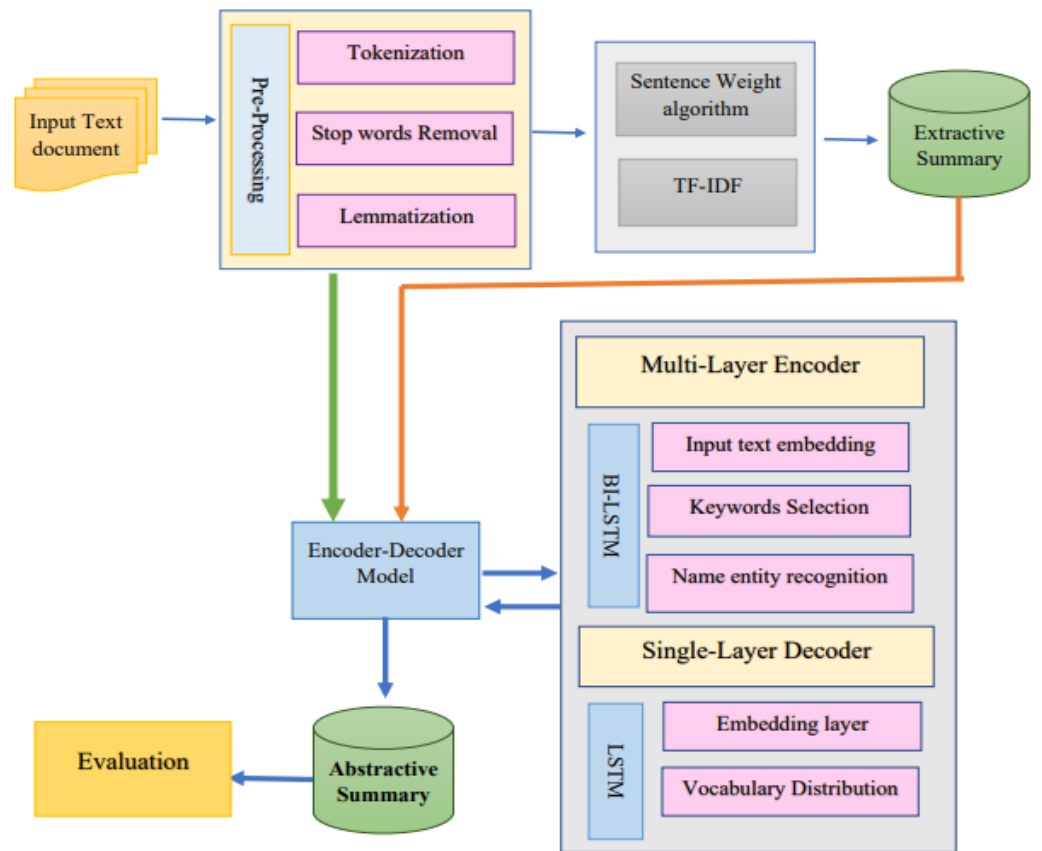 Input Text
document
Pre-Processing
Tokenization
Stop words Removal
Lemmatization
Sentence Weight
algorithm
TF-IDF
Extractive
Summary
Multi-Layer Encoder
BI-LSTM
Input text embedding
Keywords Selection
Name entity recognition
Single-Layer Decoder
LSTM
Embedding layer
Vocabulary Distribution
Encoder-Decoder
Model
Abstractive
Summary
Evaluation